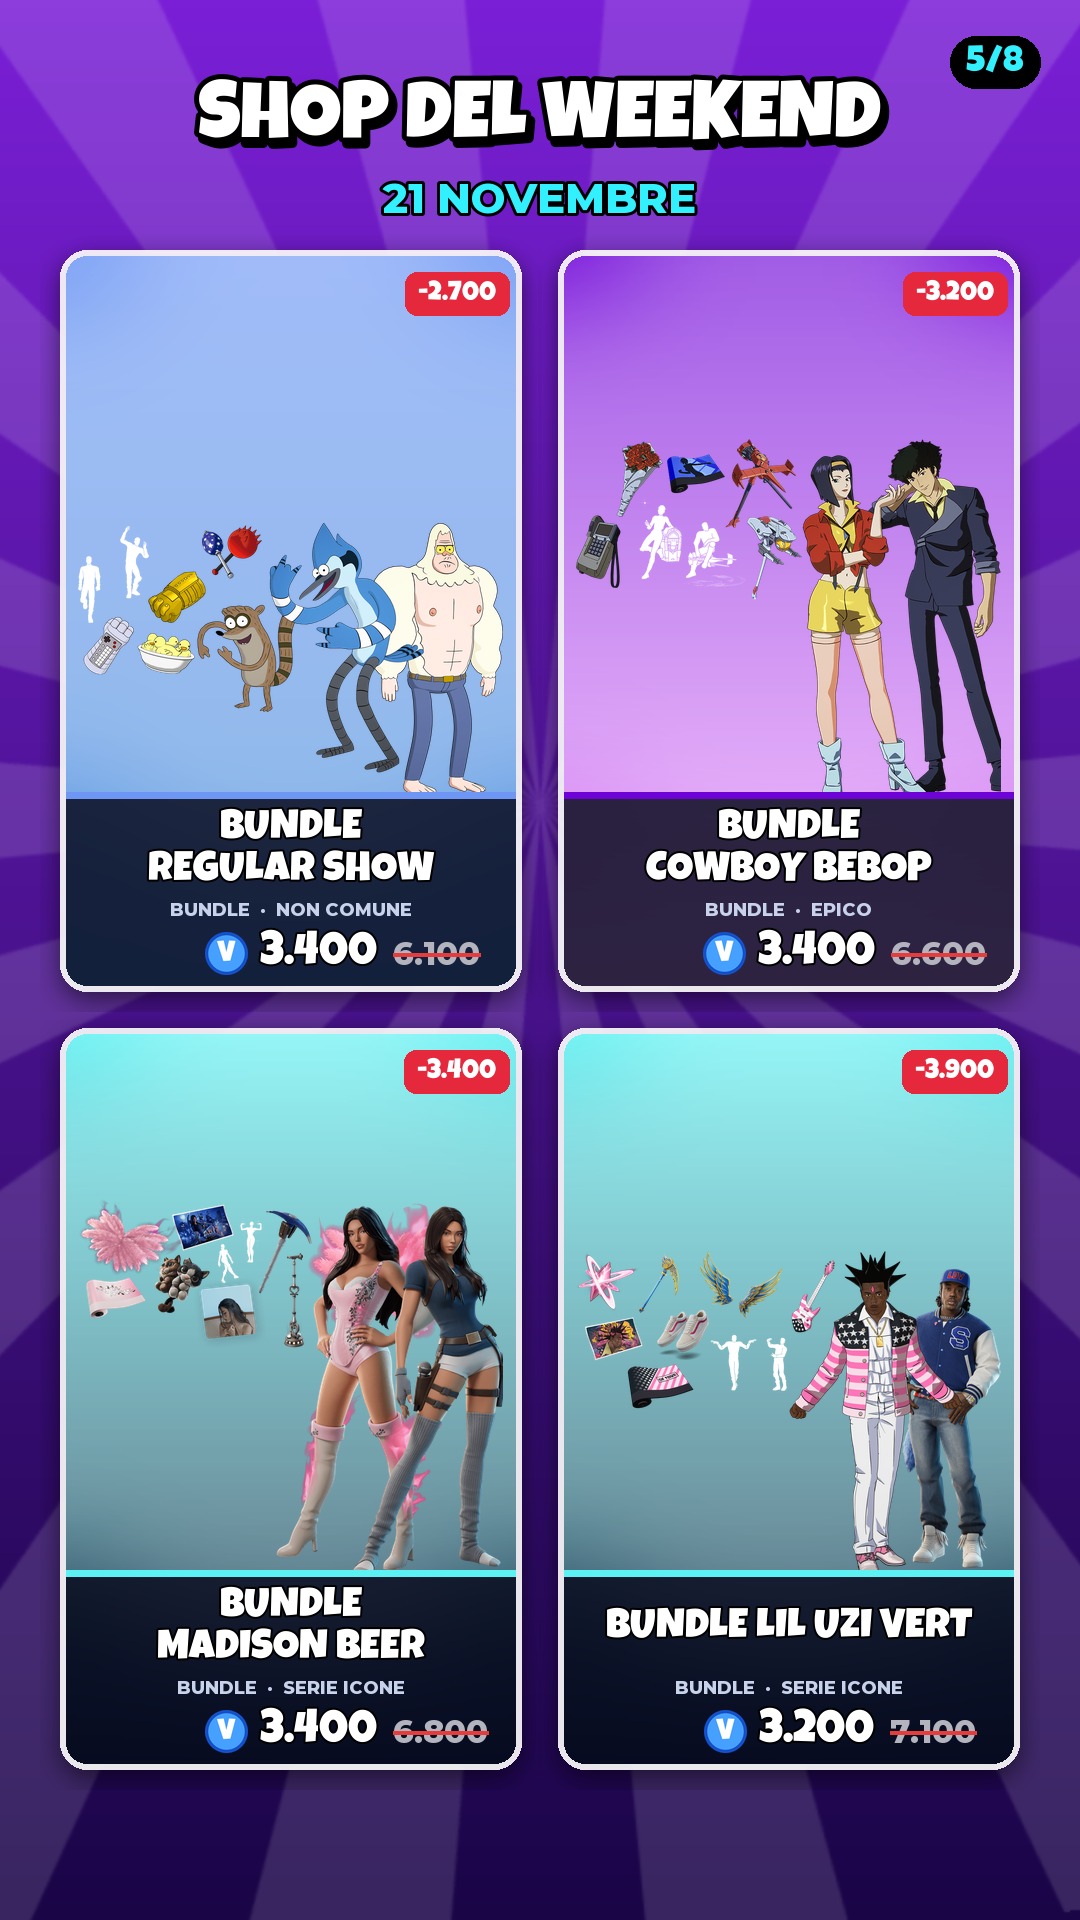 5/8
SHOP DEL WEEKEND
21 NOVEMBRE
-2.700
BUNDLE
REGULAR SHOW
BUNDLE · NON COMUNE
V 3.400 6.100
-3.200
BUNDLE
COWBOY BEBOP
BUNDLE · EPICO
V 3.400 6.600
-3.400
BUNDLE
MADISON BEER
BUNDLE · SERIE ICONE
V 3.400 6.800
-3.900
BUNDLE LIL UZI VERT
BUNDLE · SERIE ICONE
V 3.200 7.100